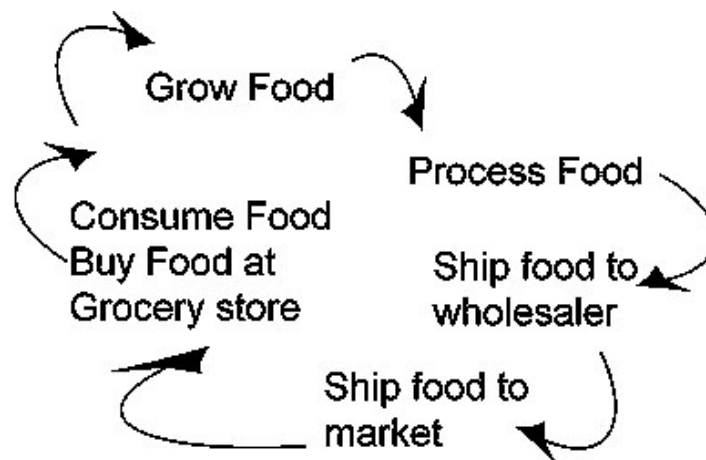 Grow Food
Process Food
Ship food to
wholesaler
Ship food to
market
Consume Food
Buy Food at
Grocery store